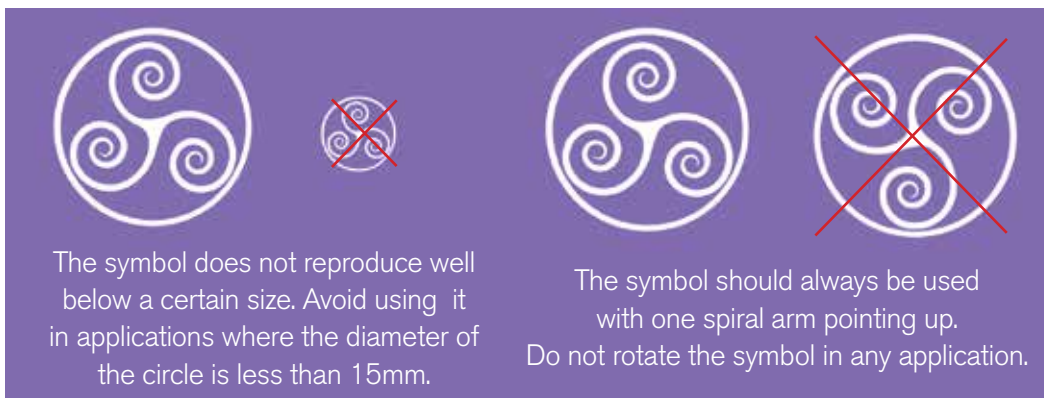 The symbol does not reproduce well
below a certain size. Avoid using  it
in applications where the diameter of
the circle is less than 15mm.
The symbol should always be used
with one spiral arm pointing up.
Do not rotate the symbol in any application.